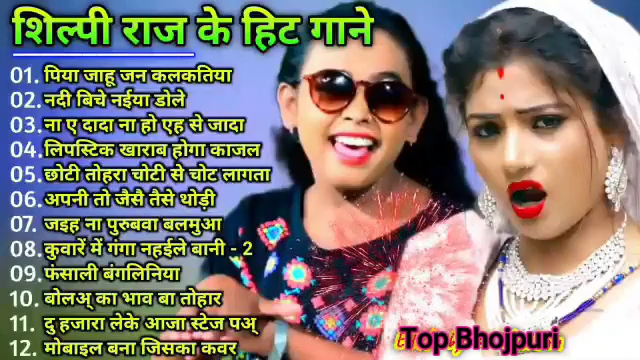 शिल्पी राज के हिट गाने
01. पिया जाहू जन कलकतिया
02. नदी बिचे नईया डोले
03. ना ए दादा ना हो एह से जादा
04. लिपस्टिक खाराब होगा काजल
05. छोटी तोहरा चोटी से चोट लागता
06. अपनी तो जैसै तैसे थोड़ी
07. जइह ना पुरुबवा बलमुआ
08. कुवारें में गंगा नहईले बानी - 2
09. फंसाली बंगलिनिया
10. बोलअ् का भाव बा तोहार
11. दु हजारा लेके आजा स्टेज पअ्
12. मोबाइल बना जिसका कवर
Top Bhojpuri